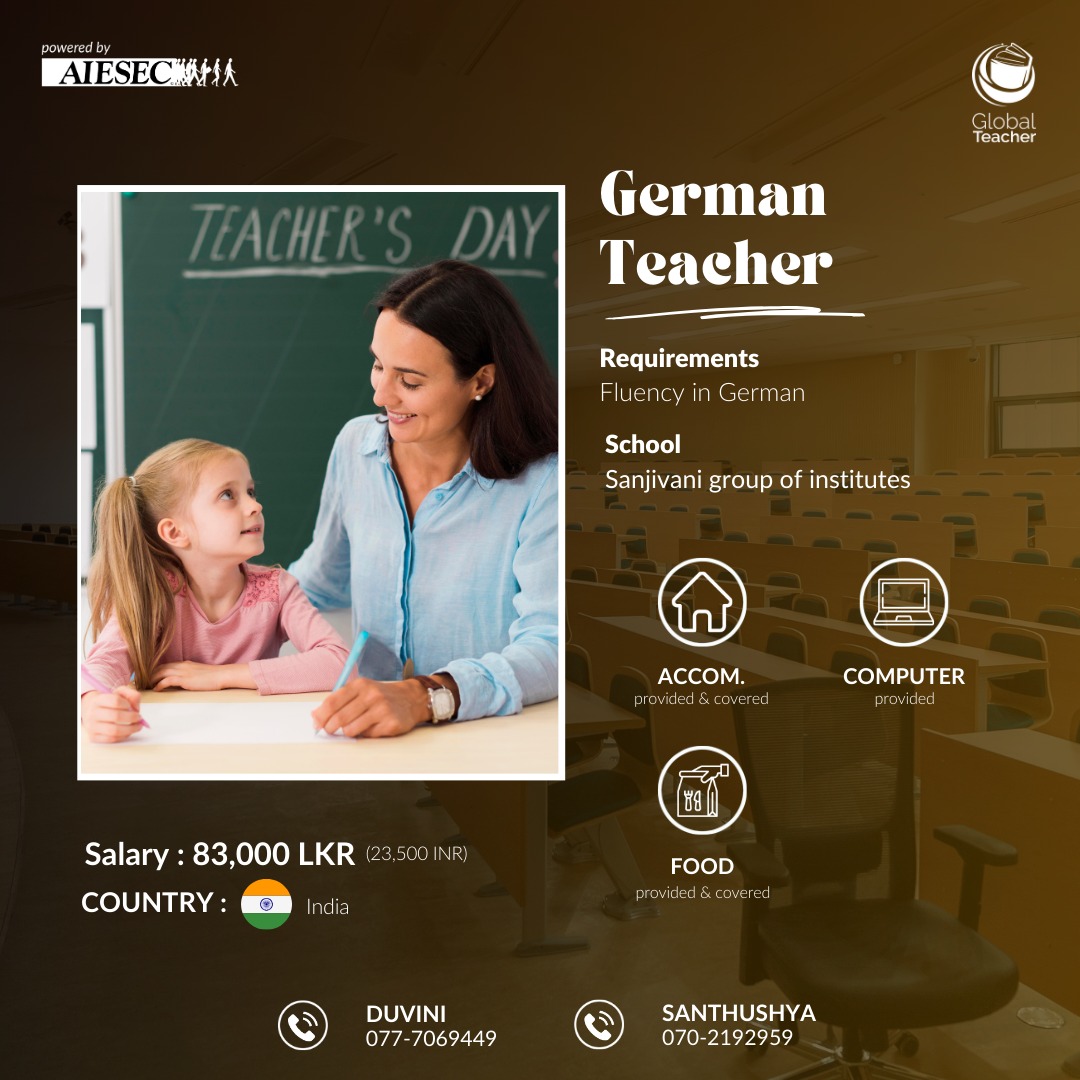 powered by
AIESEC
Global
Teacher
TEACHER'S DAY
German
Teacher
Requirements
Fluency in German
School
Sanjivani group of institutes
ACCOM.
provided & covered
COMPUTER
provided
FOOD
provided & covered
Salary : 83,000 LKR (23,500 INR)
COUNTRY : India
DUVINI
077-7069449
SANTHUSHYA
070-2192959